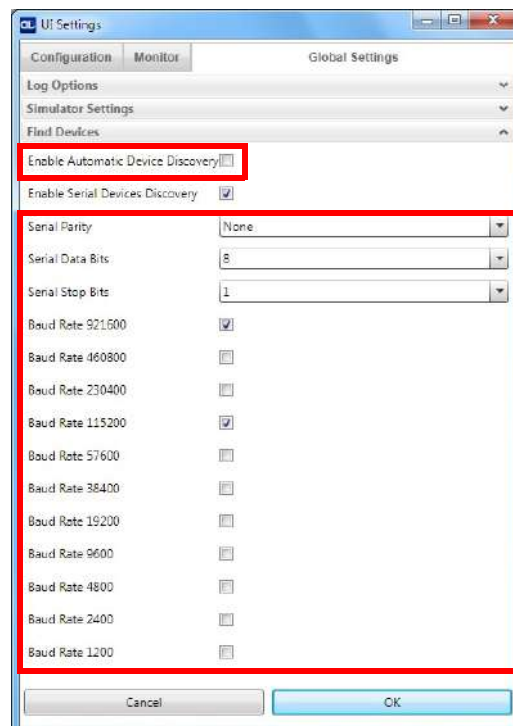 DL UI Settings
Configuration Monitor Global Settings
Log Options
Simulator Settings
Find Devices
Enable Automatic Device Discovery
Enable Serial Devices Discovery
Serial Parity None
Serial Data Bits 8
Serial Stop Bits 1
Baud Rate 921600
Baud Rate 460800
Baud Rate 230400
Baud Rate 115200
Baud Rate 57600
Baud Rate 38400
Baud Rate 19200
Baud Rate 9600
Baud Rate 4800
Baud Rate 2400
Baud Rate 1200
Cancel OK